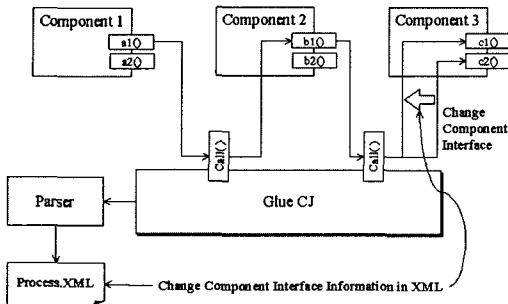 Component 1
a1()
a2()
Component 2
b1()
b2()
Component 3
c1()
c2()
Change
Component
Interface
Call()
Call()
Glue CJ
Parser
Process.XML
Change Component Interface Information in XML